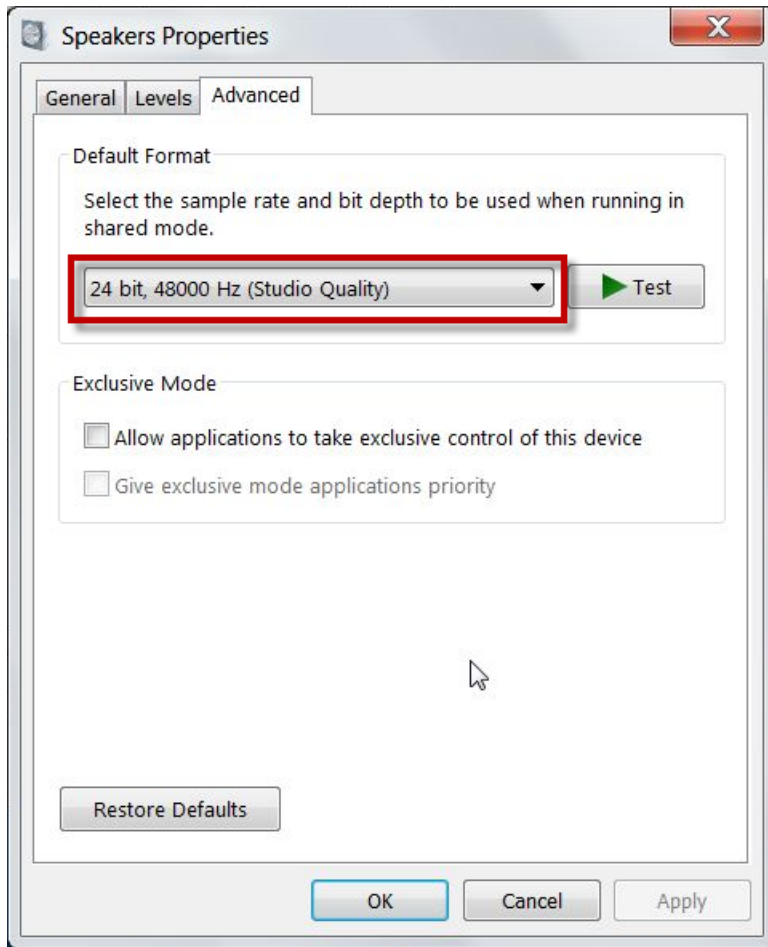 Speakers Properties
General Levels Advanced
Default Format
Select the sample rate and bit depth to be used when running in
shared mode.
24 bit, 48000 Hz (Studio Quality)
Test
Exclusive Mode
Allow applications to take exclusive control of this device
Give exclusive mode applications priority
Restore Defaults
OK Cancel Apply